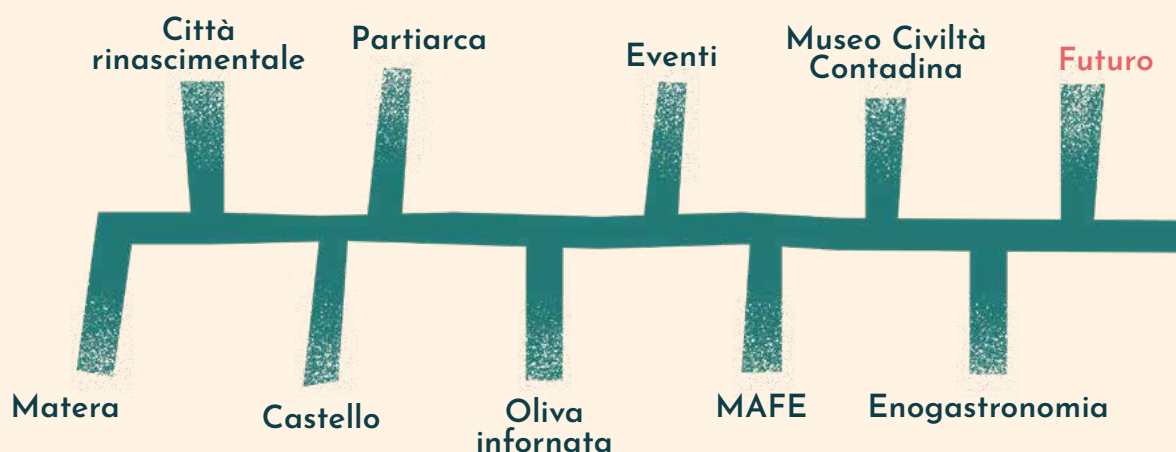 Città
rinascimentale
Partiarca
Eventi
Museo Civiltà
Contadina
Futuro
Matera
Castello
Oliva
infornata
MAFE
Enogastronomia